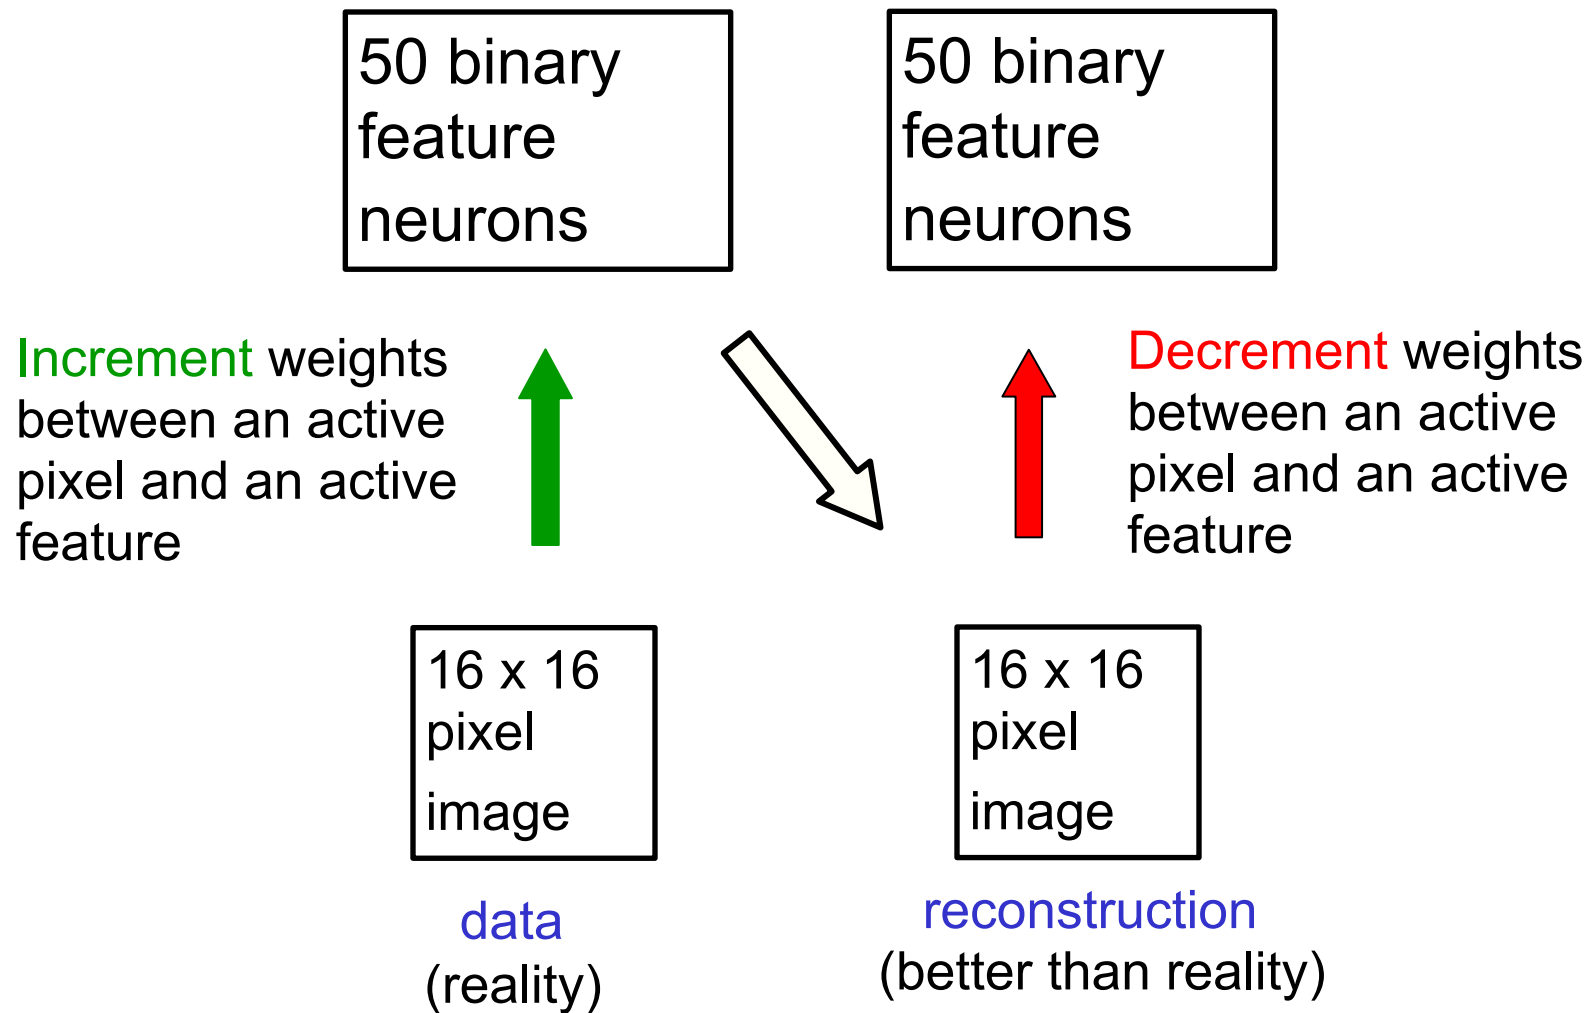 50 binary
feature
neurons
50 binary
feature
neurons
Increment weights
between an active
pixel and an active
feature
Decrement weights
between an active
pixel and an active
feature
16 x 16
pixel
image
16 x 16
pixel
image
data
(reality)
reconstruction
(better than reality)